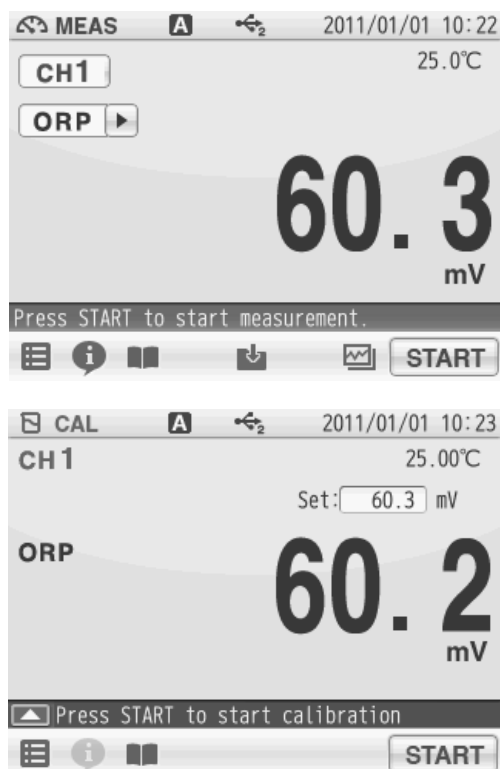 MEAS A 2 2011/01/01 10:22
CH1 25.0℃
ORP
60.3
mV
Press START to start measurement.
START
CAL A 2 2011/01/01 10:23
CH1 25.00℃
Set: 60.3 mV
ORP
60.2
mV
Press START to start calibration
START